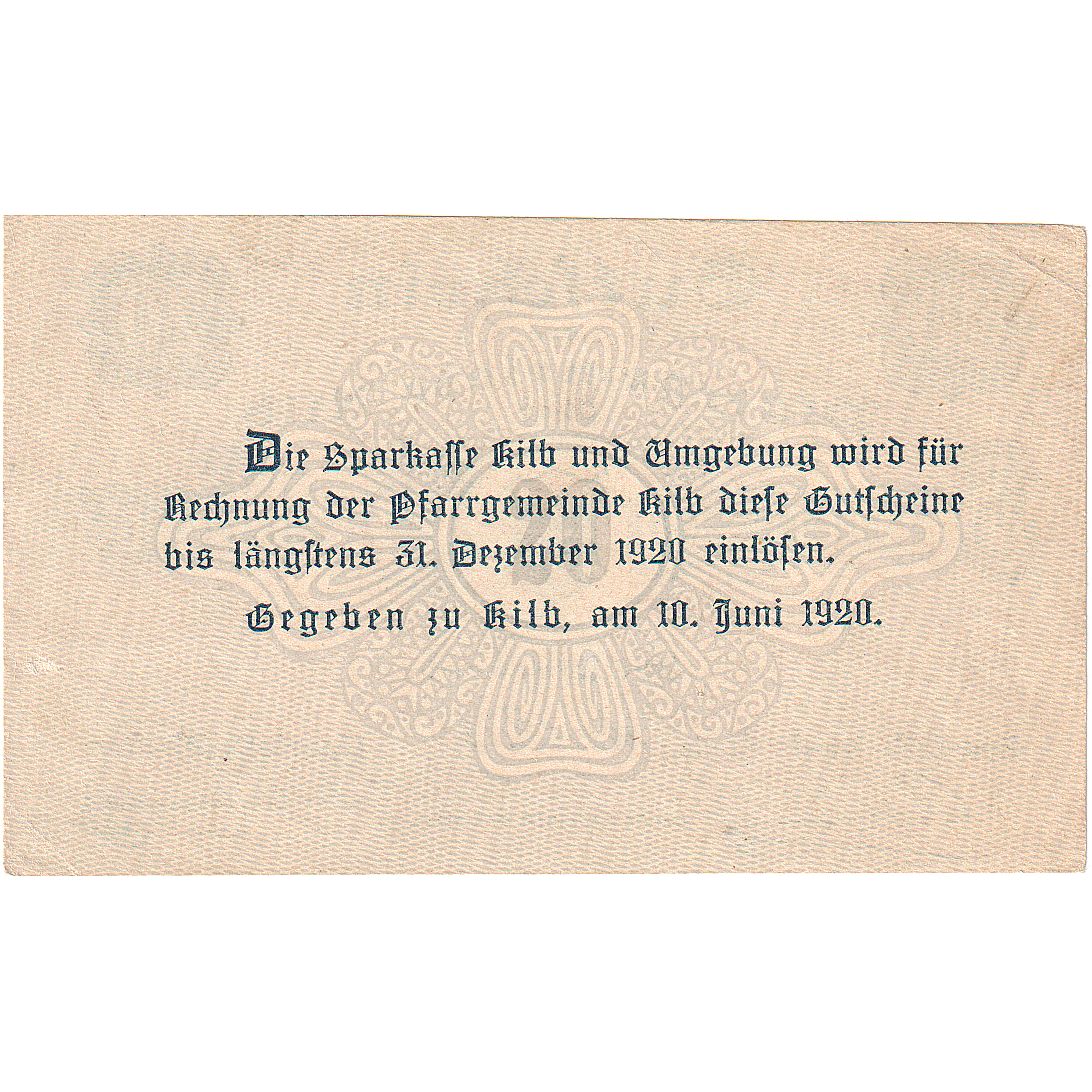 Die Sparkasse Kilb und Umgebung wird für
Rechnung der Pfarrgemeinde Kilb diese Gutscheine
bis längstens 31. Dezember 1920 einlösen.
20
Gegeben zu Kilb, am 10. Juni 1920.